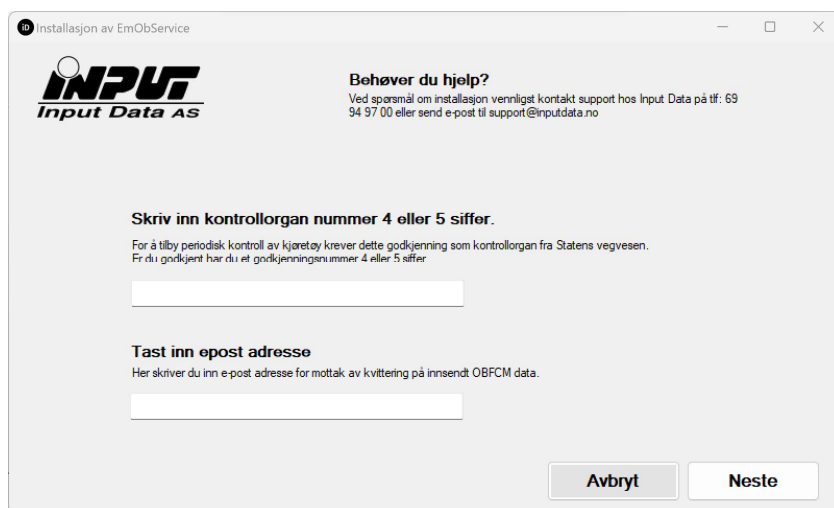 iD Installasjon av EmObService
INPUT
Input Data AS
Behøver du hjelp?
Ved spørsmål om installasjon vennligst kontakt support hos Input Data på tlf: 69
94 97 00 eller send e-post til support@inputdata.no
Skriv inn kontrollorgan nummer 4 eller 5 siffer.
For å tilby periodisk kontroll av kjøretøy krever dette godkjenning som kontrollorgan fra Statens vegvesen.
Er du godkjent har du et godkjenningsnummer 4 eller 5 siffer
Tast inn epost adresse
Her skriver du inn e-post adresse for mottak av kvittering på innsendt OBFCM data.
Avbryt Neste